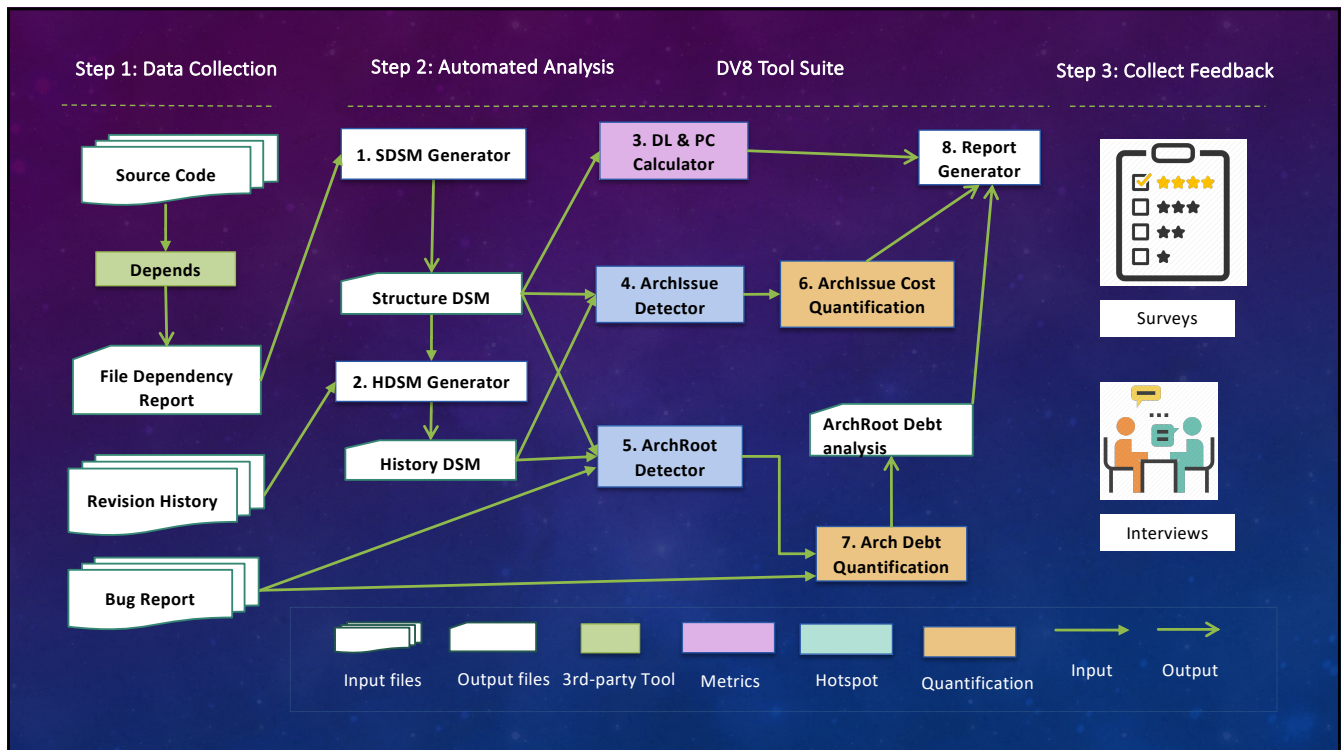 Step 1: Data Collection
Step 2: Automated Analysis
DV8 Tool Suite
Step 3: Collect Feedback
Source Code
Depends
File Dependency
Report
Revision History
Bug Report
1. SDSM Generator
Structure DSM
2. HDSM Generator
History DSM
3. DL & PC
Calculator
4. ArchIssue
Detector
5. ArchRoot
Detector
6. ArchIssue Cost
Quantification
7. Arch Debt
Quantification
ArchRoot Debt
analysis
8. Report
Generator
Surveys
Interviews
Input files
Output files
3rd-party Tool
Metrics
Hotspot
Quantification
Input
Output